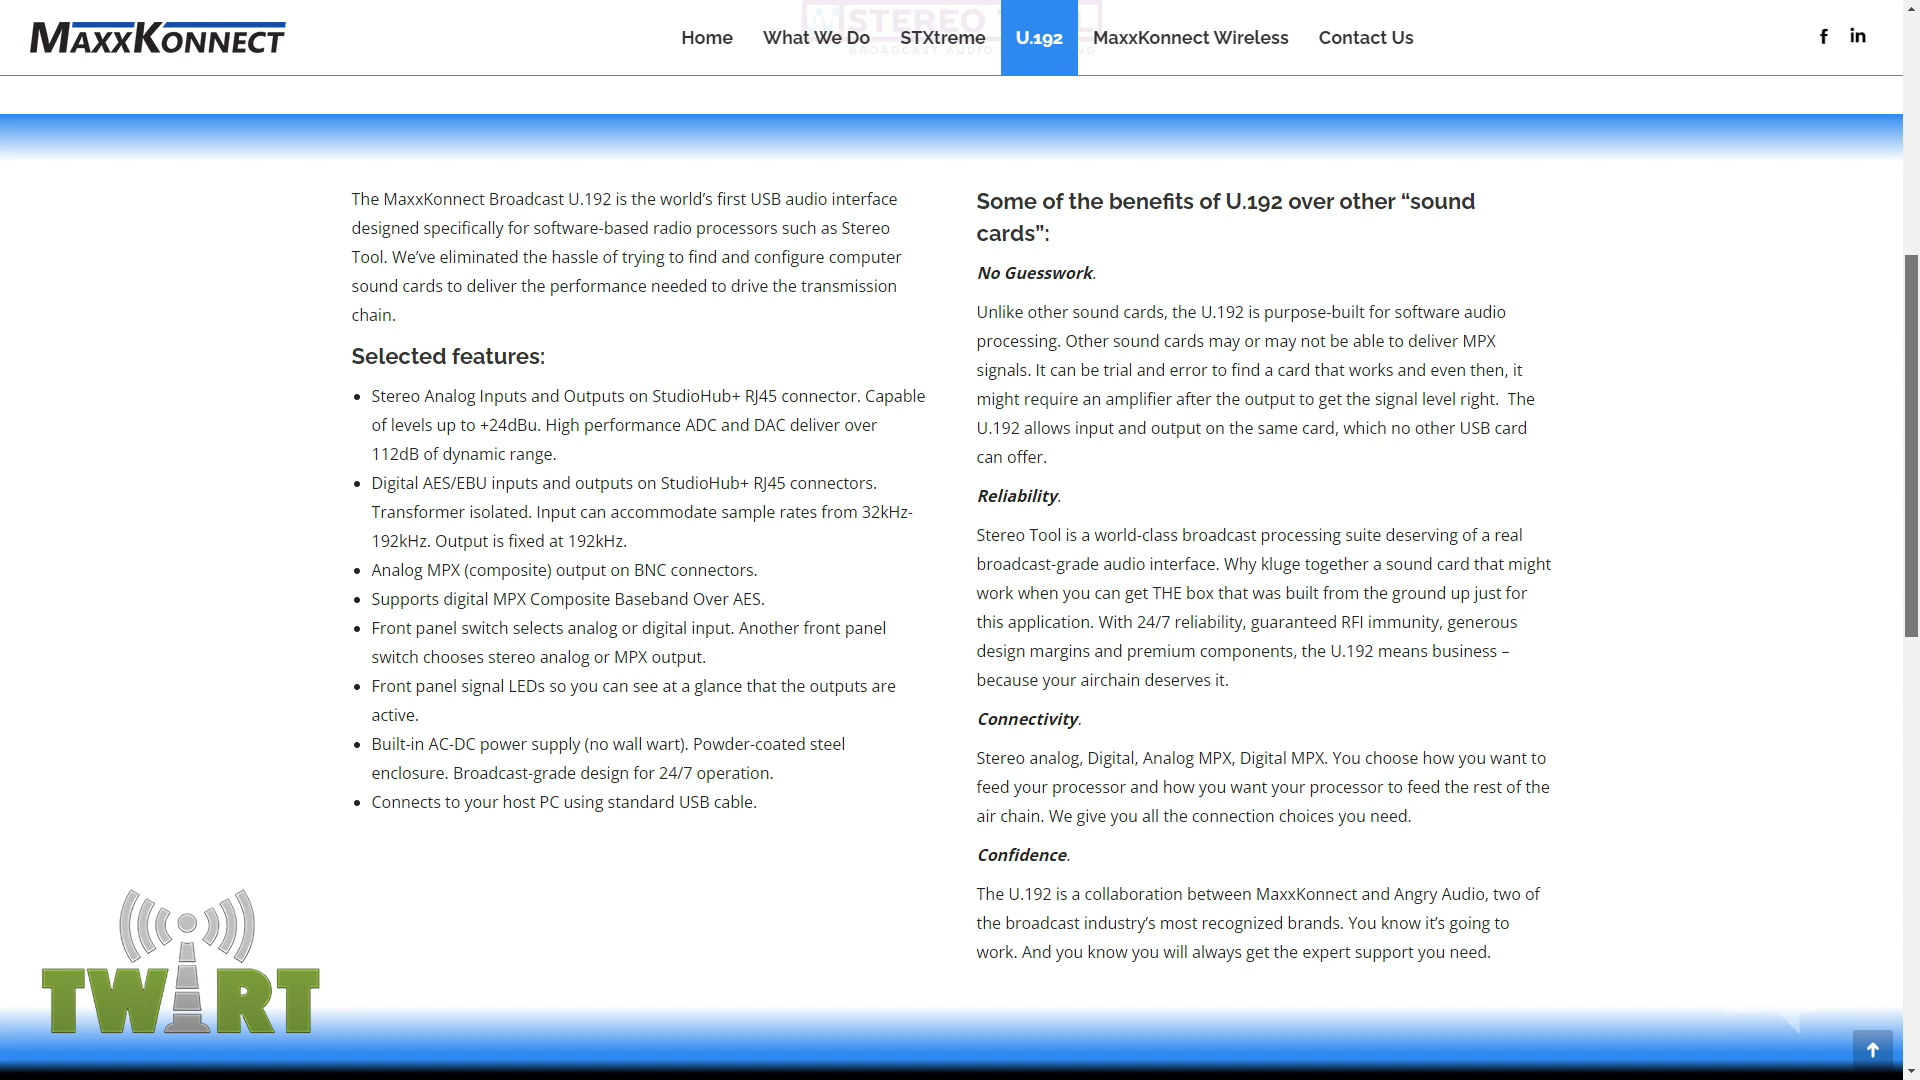 MAXXKONNECT
Home What We Do STXtreme U.192 MaxxKonnect Wireless Contact Us
f in
STEREO
BROADCAST AUDIO
The MaxxKonnect Broadcast U.192 is the world’s first USB audio interface
designed specifically for software-based radio processors such as Stereo
Tool. We’ve eliminated the hassle of trying to find and configure computer
sound cards to deliver the performance needed to drive the transmission
chain.
Selected features:
Stereo Analog Inputs and Outputs on StudioHub+ RJ45 connector. Capable
of levels up to +24dBu. High performance ADC and DAC deliver over
112dB of dynamic range.
Digital AES/EBU inputs and outputs on StudioHub+ RJ45 connectors.
Transformer isolated. Input can accommodate sample rates from 32kHz-
192kHz. Output is fixed at 192kHz.
Analog MPX (composite) output on BNC connectors.
Supports digital MPX Composite Baseband Over AES.
Front panel switch selects analog or digital input. Another front panel
switch chooses stereo analog or MPX output.
Front panel signal LEDs so you can see at a glance that the outputs are
active.
Built-in AC-DC power supply (no wall wart). Powder-coated steel
enclosure. Broadcast-grade design for 24/7 operation.
Connects to your host PC using standard USB cable.
Some of the benefits of U.192 over other “sound
cards”:
No Guesswork.
Unlike other sound cards, the U.192 is purpose-built for software audio
processing. Other sound cards may or may not be able to deliver MPX
signals. It can be trial and error to find a card that works and even then, it
might require an amplifier after the output to get the signal level right.  The
U.192 allows input and output on the same card, which no other USB card
can offer.
Reliability.
Stereo Tool is a world-class broadcast processing suite deserving of a real
broadcast-grade audio interface. Why kluge together a sound card that might
work when you can get THE box that was built from the ground up just for
this application. With 24/7 reliability, guaranteed RFI immunity, generous
design margins and premium components, the U.192 means business –
because your airchain deserves it.
Connectivity.
Stereo analog, Digital, Analog MPX, Digital MPX. You choose how you want to
feed your processor and how you want your processor to feed the rest of the
air chain. We give you all the connection choices you need.
Confidence.
The U.192 is a collaboration between MaxxKonnect and Angry Audio, two of
the broadcast industry’s most recognized brands. You know it’s going to
work. And you know you will always get the expert support you need.
TWIRT